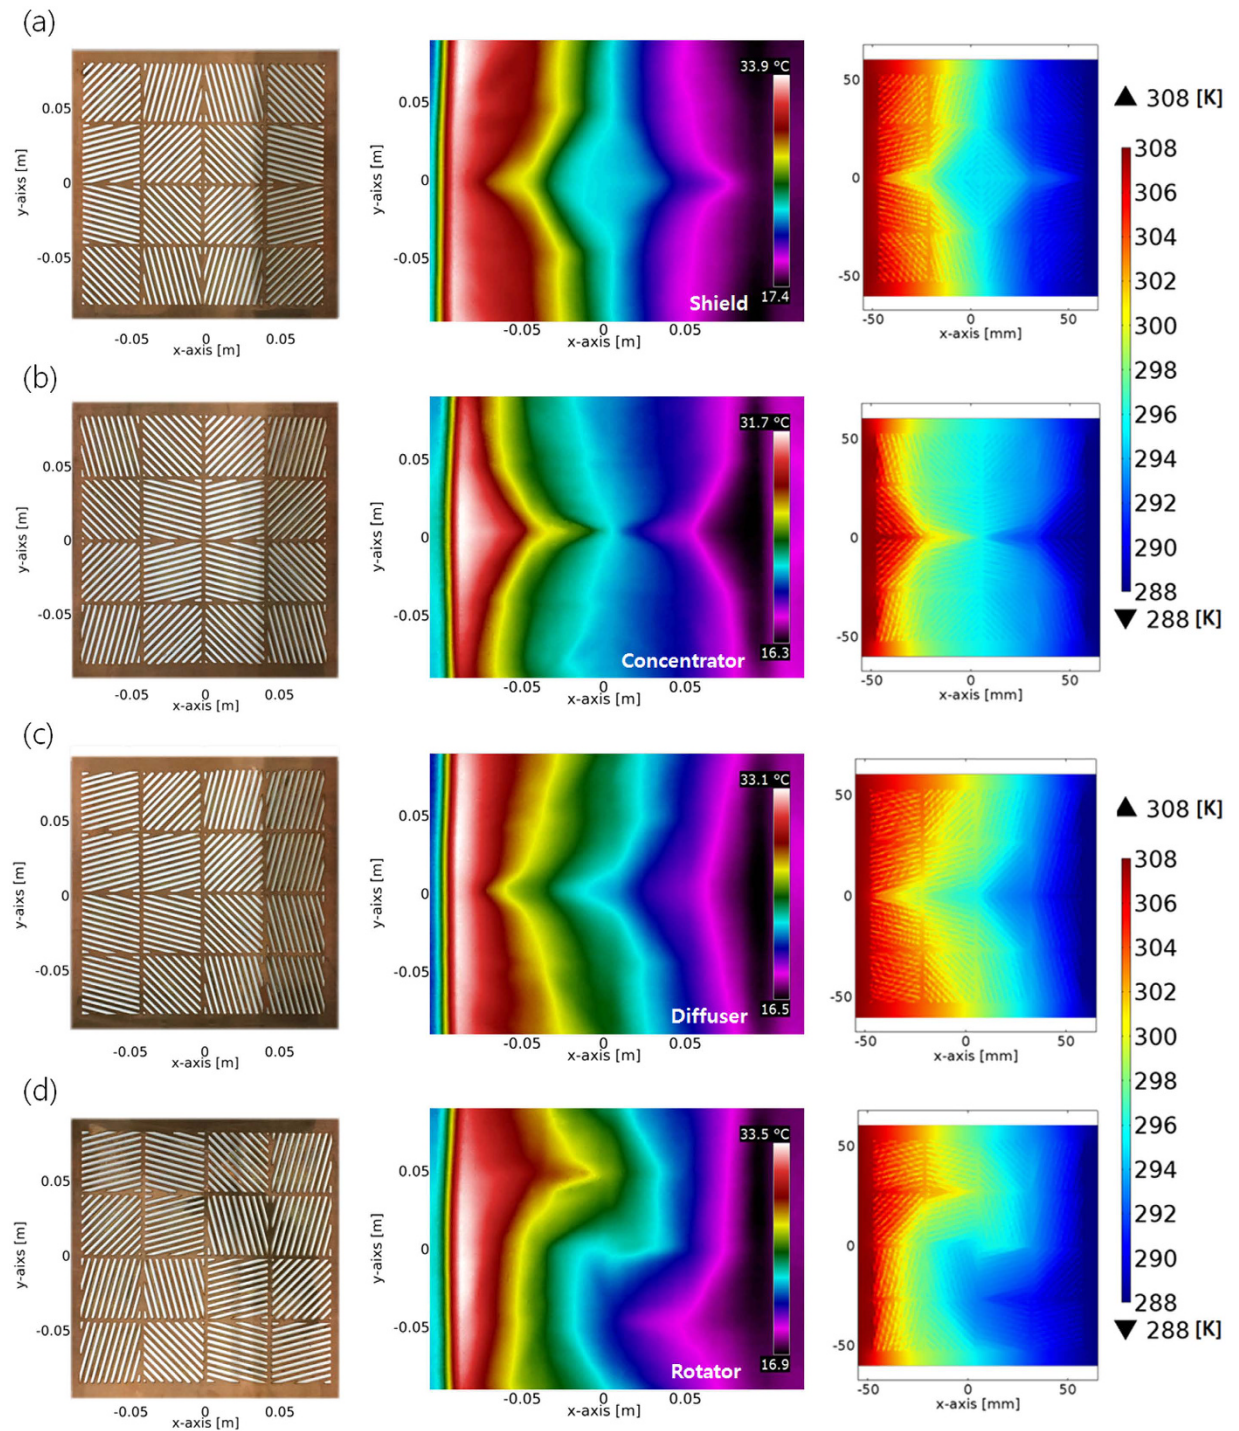 (a)
0.05
0
-0.05
y-aixs [m]
-0.05 0 0.05
x-axis [m]
0.05
0
-0.05
y-aixs [m]
33.9 °C
17.4
Shield
-0.05 0 0.05
x-axis [m]
50
0
-50
-50 0 50
x-axis [mm]
(b)
0.05
0
-0.05
y-aixs [m]
-0.05 0 0.05
x-axis [m]
0.05
0
-0.05
y-aixs [m]
31.7 °C
16.3
Concentrator
-0.05 0 0.05
x-axis [m]
50
0
-50
-50 0 50
x-axis [mm]
308 [K]
308
306
304
302
300
298
296
294
292
290
288
288 [K]
(c)
0.05
0
-0.05
y-aixs [m]
-0.05 0 0.05
x-axis [m]
0.05
0
-0.05
y-aixs [m]
33.1 °C
16.5
Diffuser
-0.05 0 0.05
x-axis [m]
50
0
-50
-50 0 50
x-axis [mm]
(d)
0.05
0
-0.05
y-aixs [m]
-0.05 0 0.05
x-axis [m]
0.05
0
-0.05
y-aixs [m]
33.5 °C
16.9
Rotator
-0.05 0 0.05
x-axis [m]
50
0
-50
-50 0 50
x-axis [mm]
308 [K]
308
306
304
302
300
298
296
294
292
290
288
288 [K]